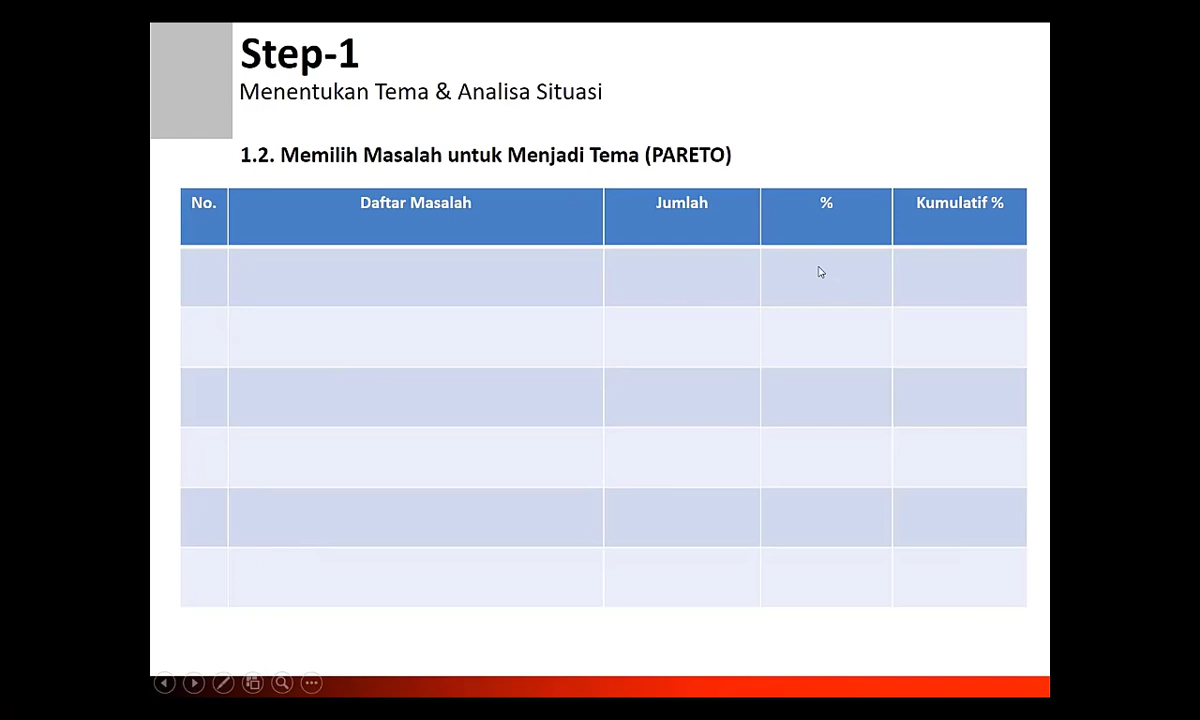 Step-1
Menentukan Tema & Analisa Situasi
1.2. Memilih Masalah untuk Menjadi Tema (PARETO)
No. Daftar Masalah Jumlah % Kumulatif %